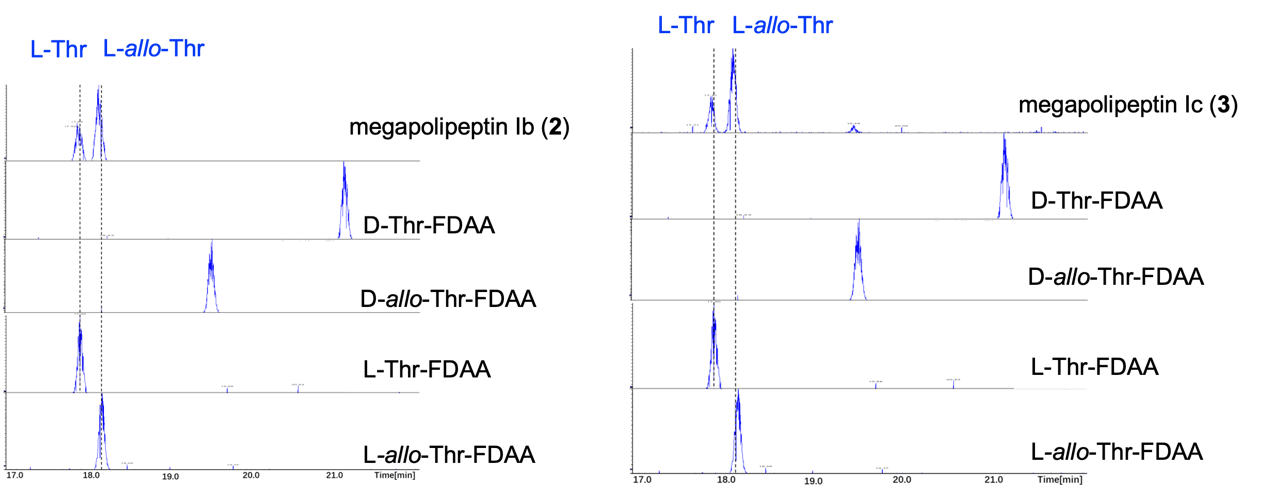 L-Thr L-allo-Thr
megapolipeptin Ib (2)
D-Thr-FDAA
D-allo-Thr-FDAA
L-Thr-FDAA
L-allo-Thr-FDAA
17.0 18.0 19.0 20.0 21.0 Time[min]
L-Thr L-allo-Thr
megapolipeptin Ic (3)
D-Thr-FDAA
D-allo-Thr-FDAA
L-Thr-FDAA
L-allo-Thr-FDAA
17.0 18.0 19.0 20.0 21.0 Time[min]